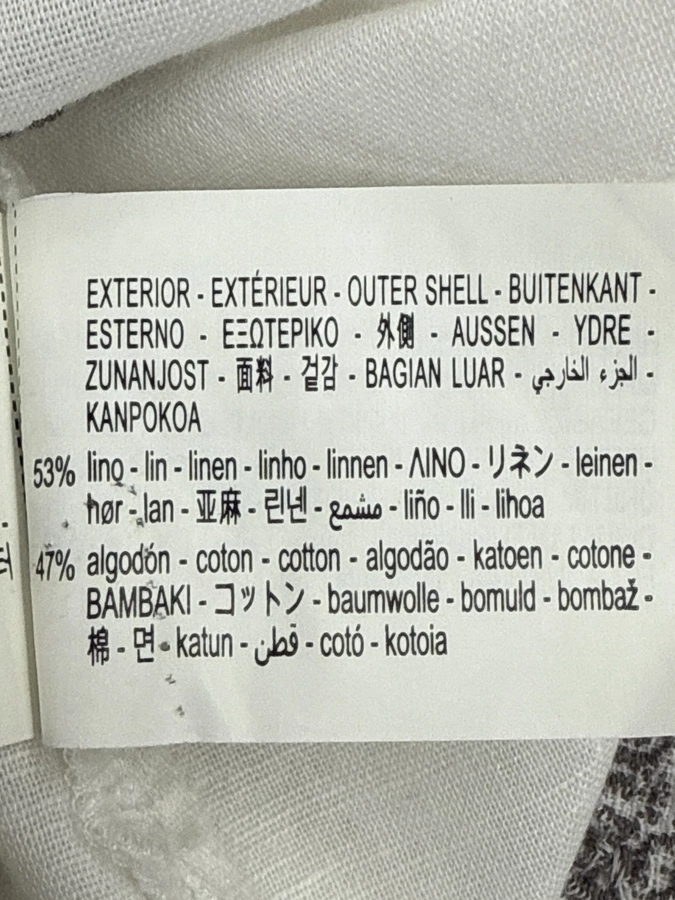 EXTERIOR - EXTÉRIEUR - OUTER SHELL - BUITENKANT -
ESTERNO - ΕΞΩΤΕΡΙΚΟ - 外側 - AUSSEN - YDRE -
ZUNANJOST - 面料 - 겉감 - BAGIAN LUAR - الجزء الخارجي -
KANPOKOA
53% lino - lin - linen - linho - linnen - ΛΙΝΟ - リネン - leinen -
hør - lan - 亚麻 - 린넨 - مشمع - liño - lli - lihoa
47% algodón - coton - cotton - algodão - katoen - cotone -
BAMBAKI - コットン - baumwolle - bomuld - bombaž -
棉 - 면 - katun - قطن - cotó - kotoia